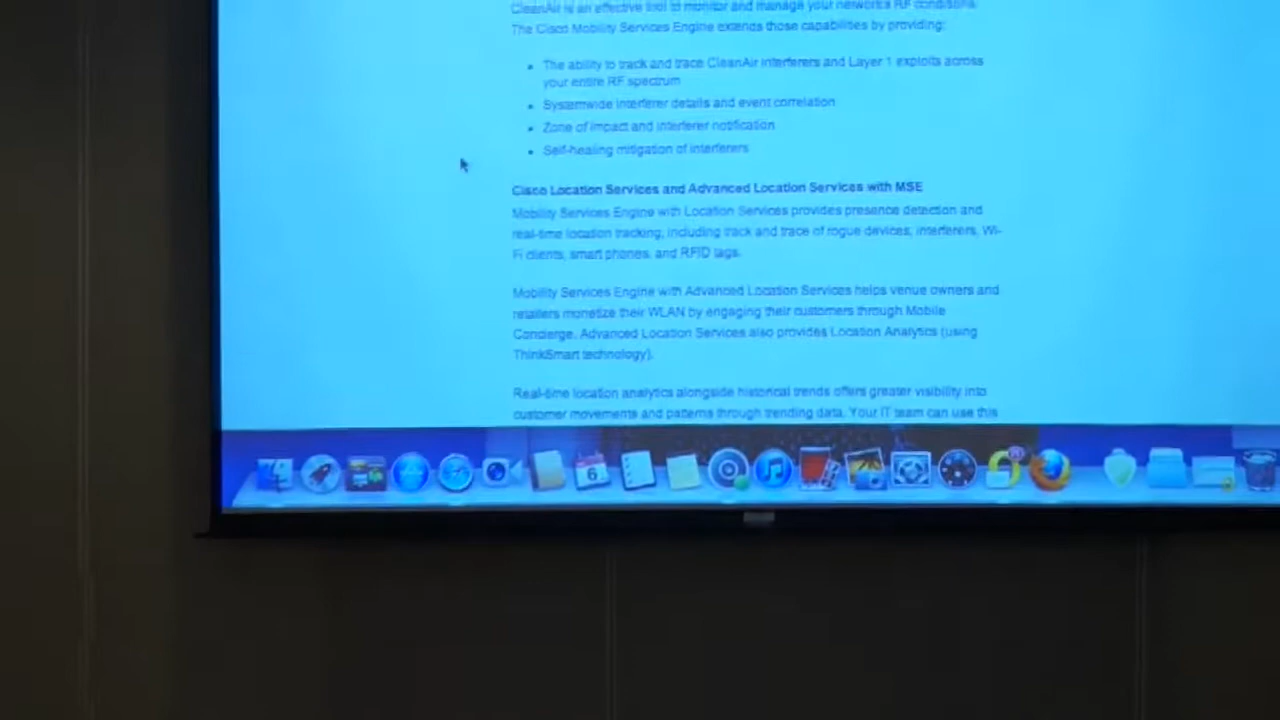 CleanAir is an effective tool to monitor and manage your network's RF conditions.
The Cisco Mobility Services Engine extends those capabilities by providing:
The ability to track and trace CleanAir interferers and Layer 1 exploits across
your entire RF spectrum
Systemwide interferer details and event correlation
Zone of impact and interferer notification
Self-healing mitigation of interferers
Cisco Location Services and Advanced Location Services with MSE
Mobility Services Engine with Location Services provides presence detection and
real-time location tracking, including track and trace of rogue devices, interferers, Wi-
Fi clients, smart phones, and RFID tags.
Mobility Services Engine with Advanced Location Services helps venue owners and
retailers monetize their WLAN by engaging their customers through Mobile
Concierge. Advanced Location Services also provides Location Analytics (using
ThinkSmart technology).
Real-time location analytics alongside historical trends offers greater visibility into
customer movements and patterns through trending data. Your IT team can use this
6